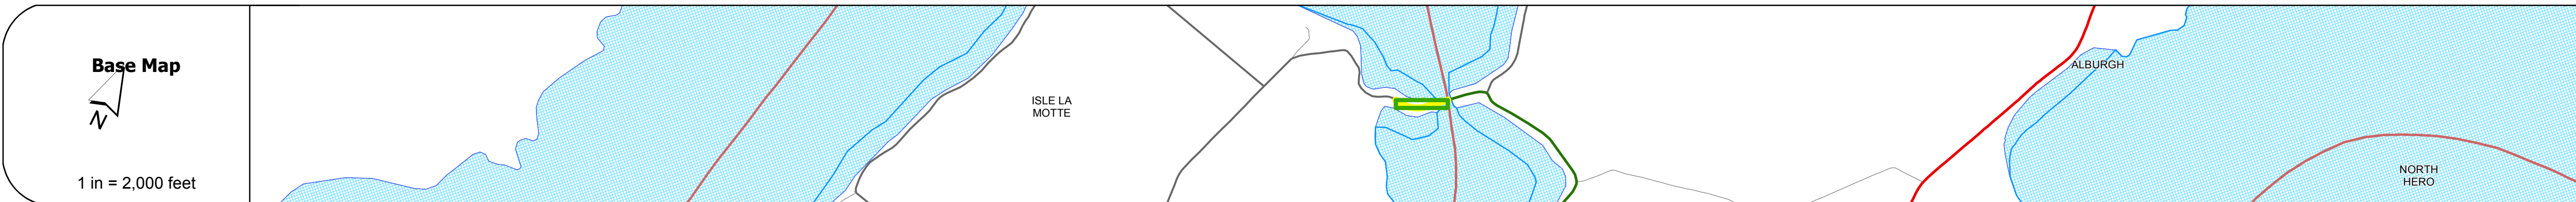 Base Map
N
1 in = 2,000 feet
ISLE LA
MOTTE
ALBURGH
NORTH
HERO